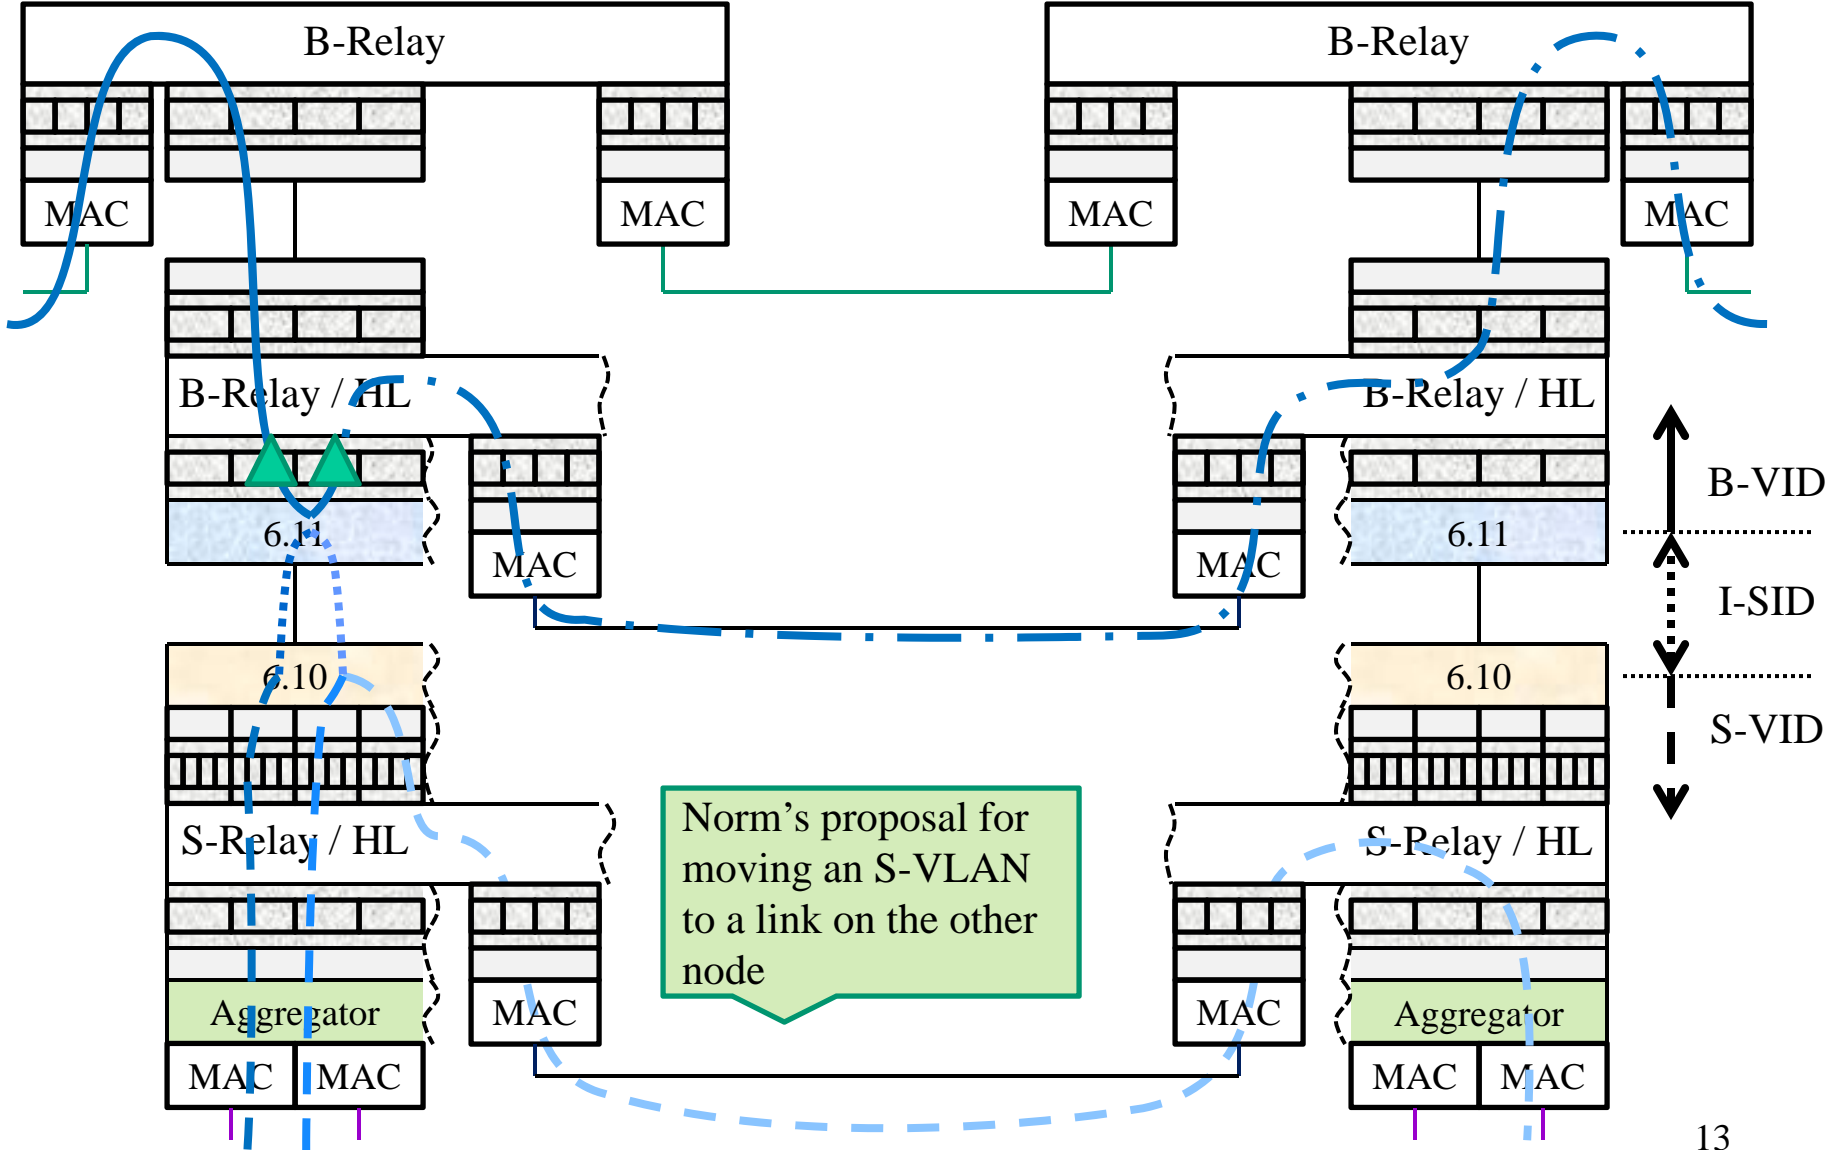 B-Relay
B-Relay
MAC
MAC
MAC
MAC
B-Relay / HL
B-Relay / HL
B-VID
6.11
6.11
MAC
MAC
I-SID
6.10
6.10
S-VID
Norm’s proposal for
moving an S-VLAN
to a link on the other
node
S-Relay / HL
S-Relay / HL
Aggregator
MAC
MAC
Aggregator
MAC
MAC
MAC
MAC
13